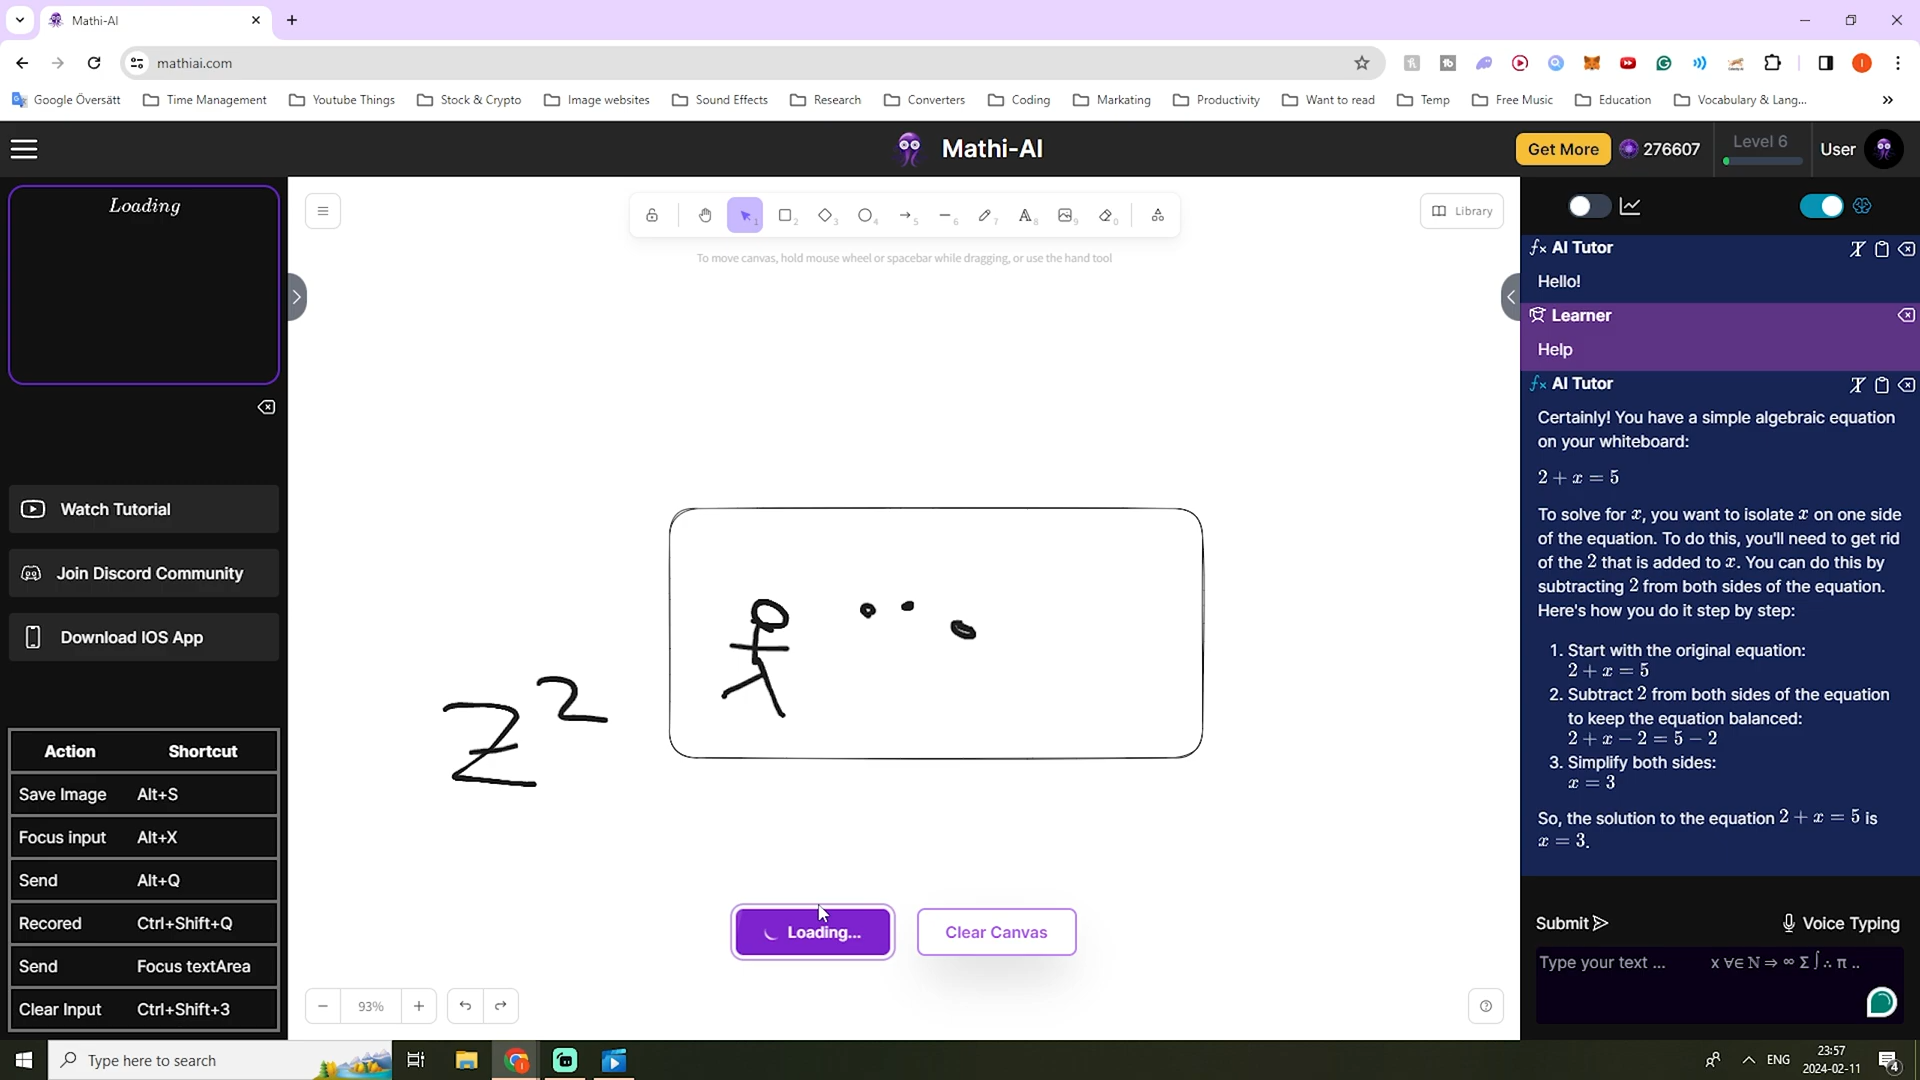 Mathi-AI
mathiai.com
Google Översätt
Time Management
Youtube Things
Stock & Crypto
Image websites
Sound Effects
Research
Converters
Coding
Markating
Productivity
Want to read
Temp
Free Music
Education
Vocabulary & Lang...
Mathi-AI
Get More
276607
Level 6
User
Loading
Watch Tutorial
Join Discord Community
Download IOS App
Action Shortcut
Save Image Alt+S
Focus input Alt+X
Send Alt+Q
Recored Ctrl+Shift+Q
Send Focus textArea
Clear Input Ctrl+Shift+3
1 2 3 4 5 6 7 A 8 9 0
Library
To move canvas, hold mouse wheel or spacebar while dragging, or use the hand tool
Z²
Loading...
Clear Canvas
93%
AI Tutor
Hello!
Learner
Help
AI Tutor
Certainly! You have a simple algebraic equation
on your whiteboard:
2 + x = 5
To solve for x, you want to isolate x on one side
of the equation. To do this, you'll need to get rid
of the 2 that is added to x. You can do this by
subtracting 2 from both sides of the equation.
Here's how you do it step by step:
1. Start with the original equation:
2 + x = 5
2. Subtract 2 from both sides of the equation
to keep the equation balanced:
2 + x − 2 = 5 − 2
3. Simplify both sides:
x = 3
So, the solution to the equation 2 + x = 5 is
x = 3.
Submit
Voice Typing
Type your text ... x ∀∈ ℕ ⇒ ∞ Σ ∫ ∴ π ..
Type here to search
ENG
23:57
2024-02-11
4